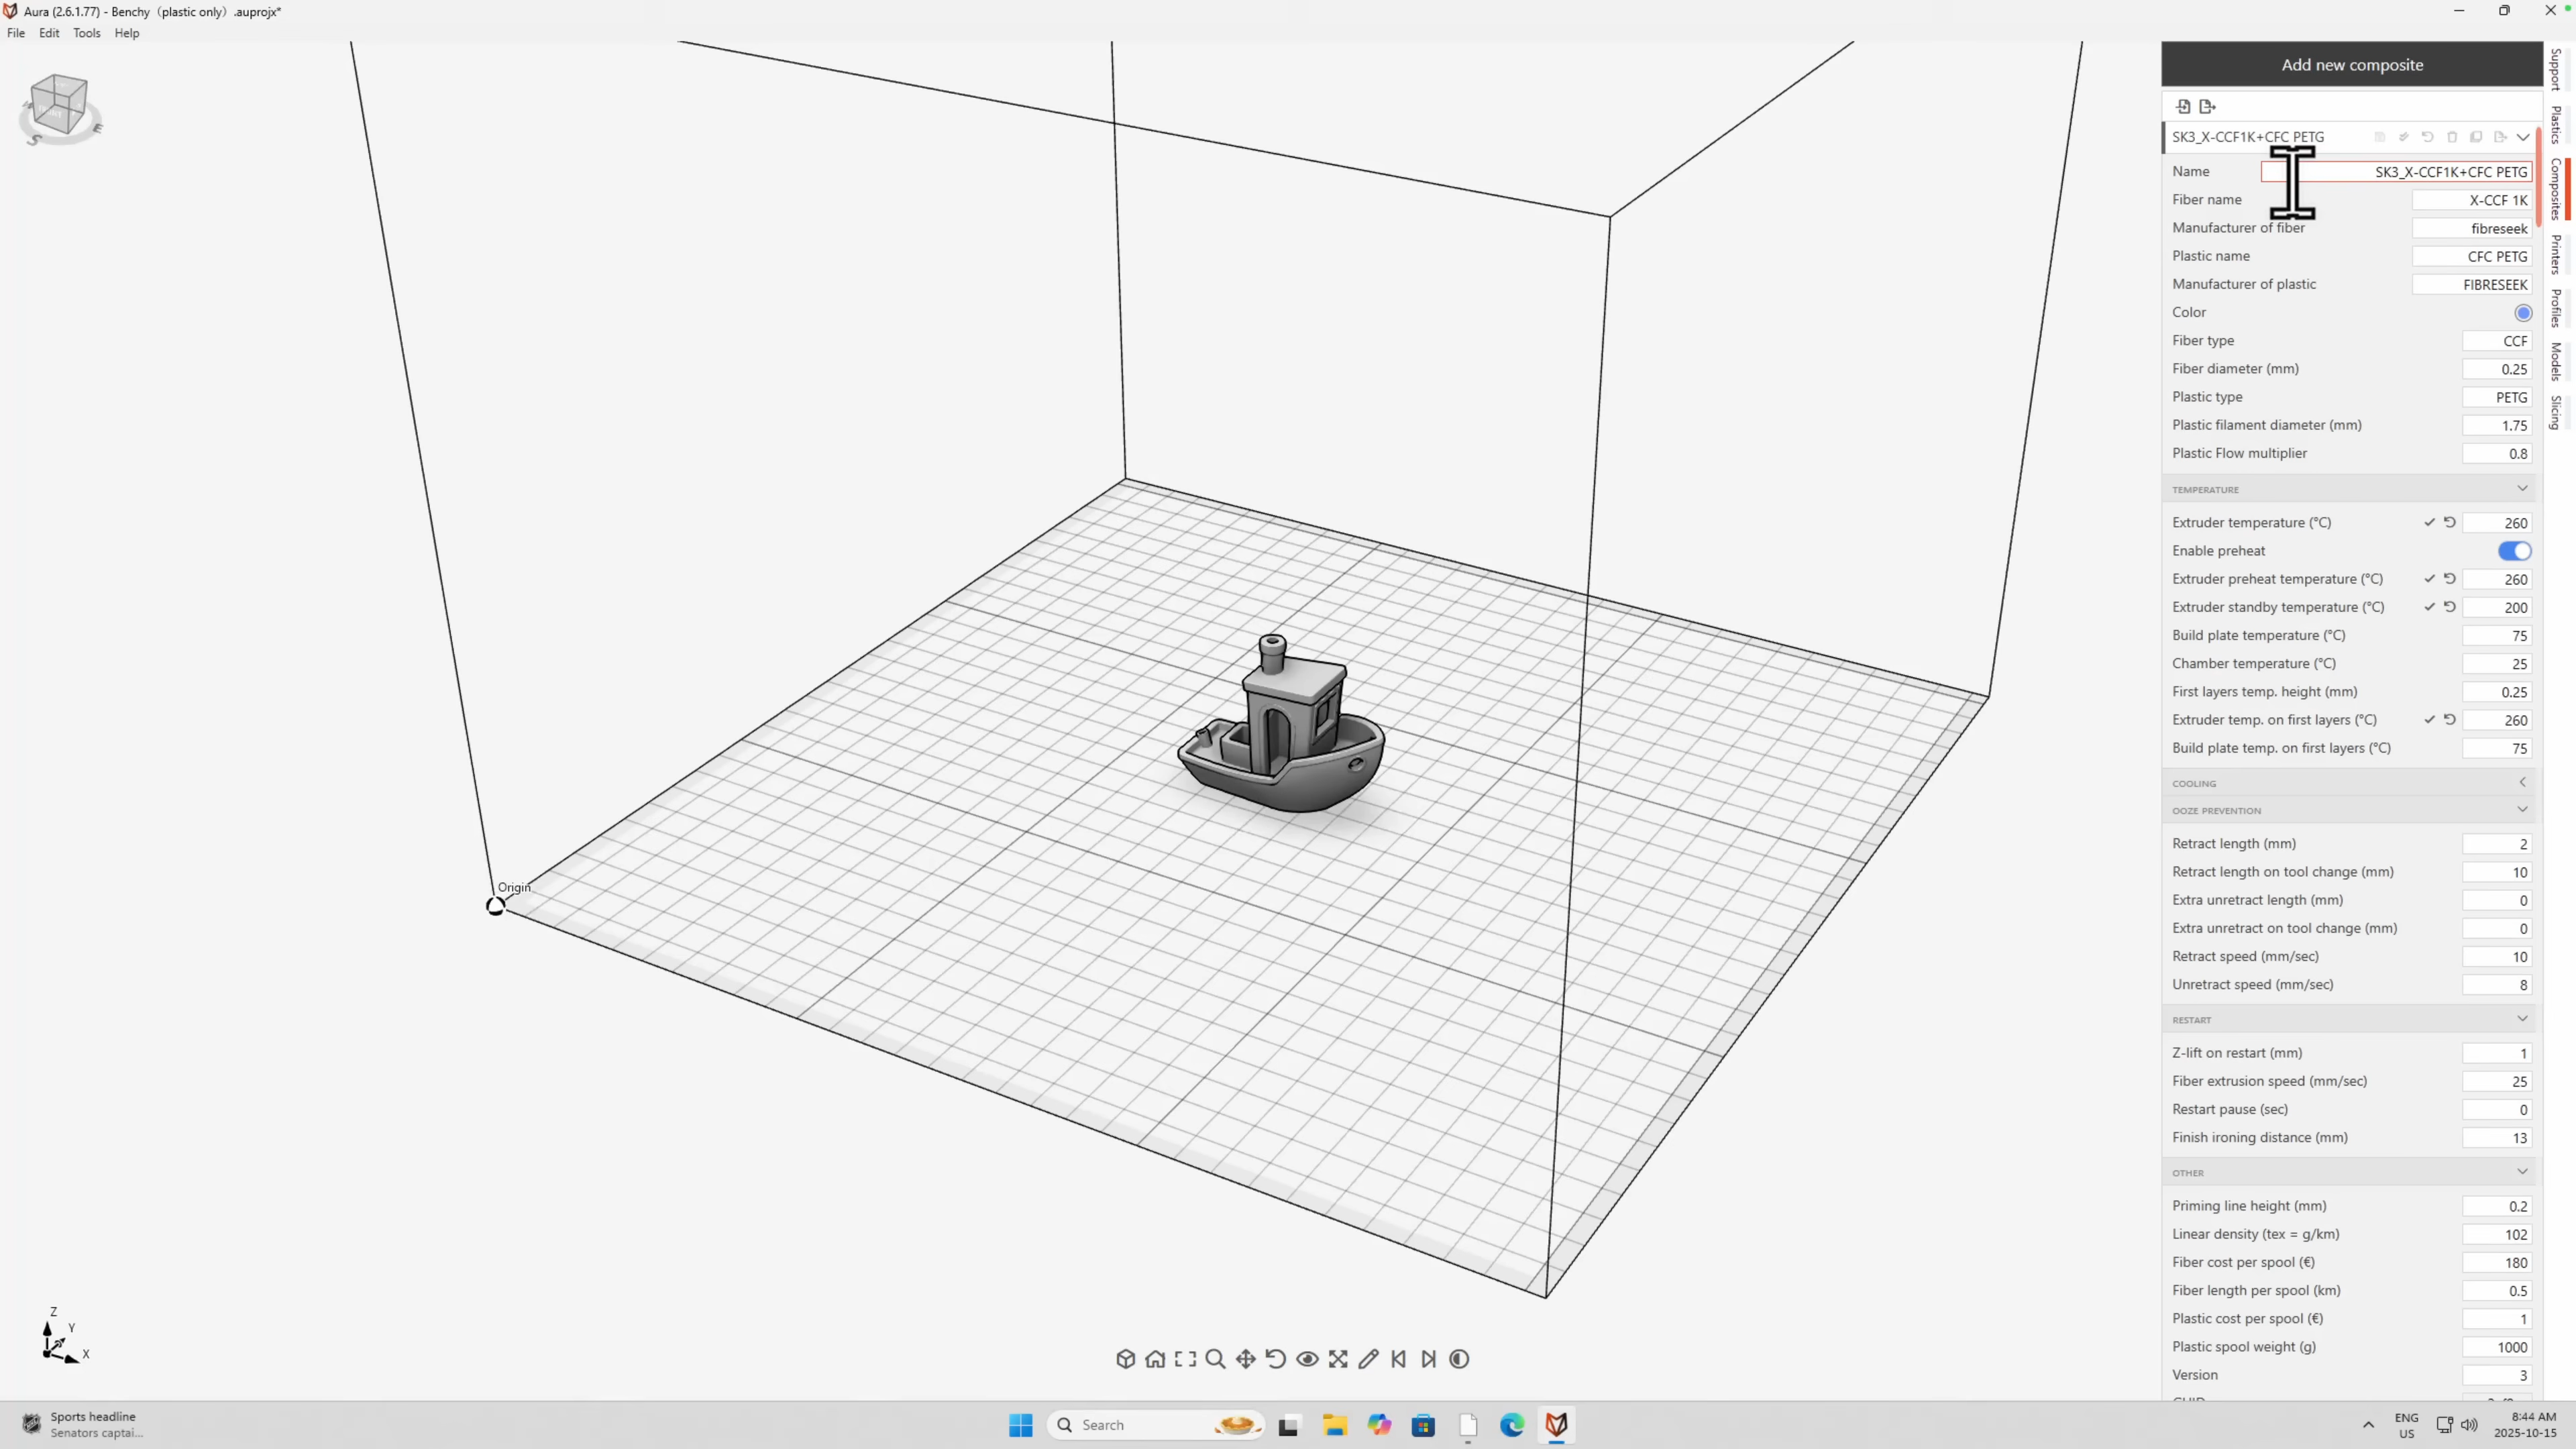 Aura (2.6.1.77) - Benchy（plastic only）.auprojx*
File Edit Tools Help
Add new composite
SK3_X-CCF1K+CFC PETG
Name SK3_X-CCF1K+CFC PETG
Fiber name X-CCF 1K
Manufacturer of fiber fibreseek
Plastic name CFC PETG
Manufacturer of plastic FIBRESEEK
Color
Fiber type CCF
Fiber diameter (mm) 0.25
Plastic type PETG
Plastic filament diameter (mm) 1.75
Plastic Flow multiplier 0.8
TEMPERATURE
Extruder temperature (°C) 260
Enable preheat
Extruder preheat temperature (°C) 260
Extruder standby temperature (°C) 200
Build plate temperature (°C) 75
Chamber temperature (°C) 25
First layers temp. height (mm) 0.25
Extruder temp. on first layers (°C) 260
Build plate temp. on first layers (°C) 75
COOLING
OOZE PREVENTION
Retract length (mm) 2
Retract length on tool change (mm) 10
Extra unretract length (mm) 0
Extra unretract on tool change (mm) 0
Retract speed (mm/sec) 10
Unretract speed (mm/sec) 8
RESTART
Z-lift on restart (mm) 1
Fiber extrusion speed (mm/sec) 25
Restart pause (sec) 0
Finish ironing distance (mm) 13
OTHER
Priming line height (mm) 0.2
Linear density (tex = g/km) 102
Fiber cost per spool (€) 180
Fiber length per spool (km) 0.5
Plastic cost per spool (€) 1
Plastic spool weight (g) 1000
Version 3
Support
Plastics
Composites
Printers
Profiles
Models
Slicing
S
E
Origin
Z
Y
X
Sports headline
Senators captai...
Search
ENG
US
8:44 AM
2025-10-15